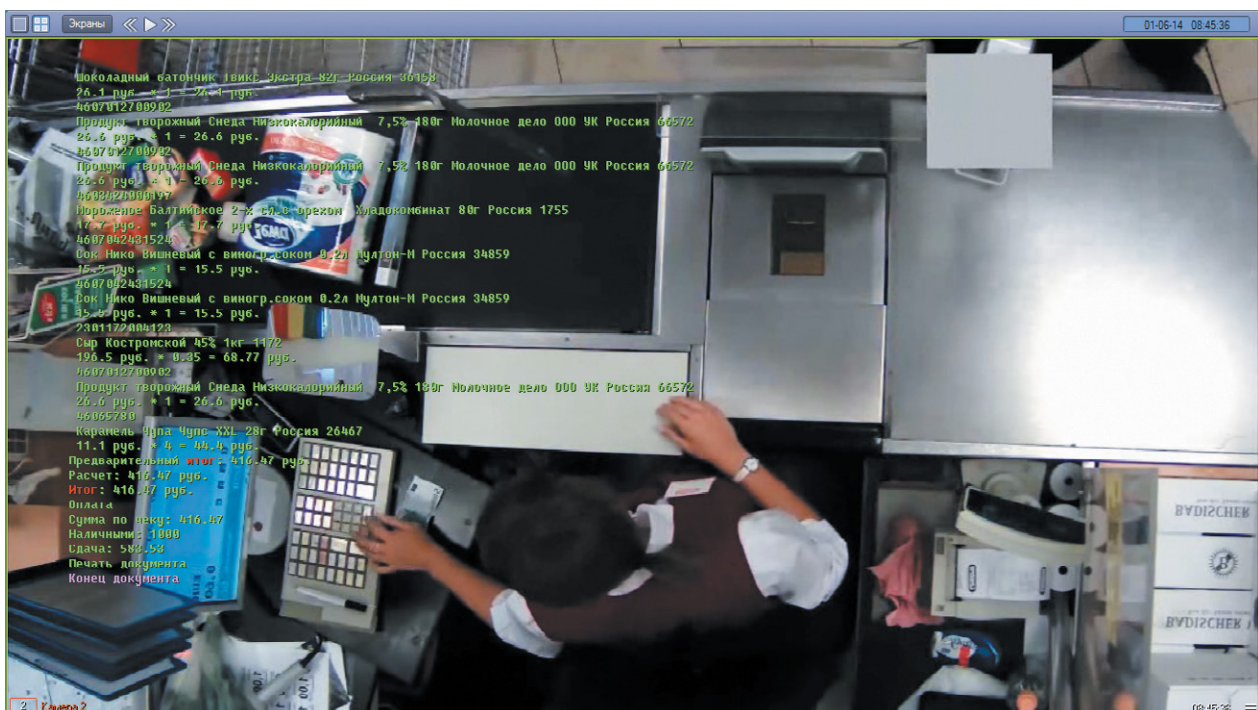 Экраны
01-06-14 08:45:36
Шоколадный батончик Твикс Экстра 82г Россия 36158
26.1 руб. * 1 = 26.1 руб.
4607012700902
Продукт творожный Снеда Низкокалорийный 7,5% 180г Молочное дело ООО УК Россия 66572
26.6 руб. * 1 = 26.6 руб.
4607012700902
Продукт творожный Снеда Низкокалорийный 7,5% 180г Молочное дело ООО УК Россия 66572
26.6 руб. * 1 = 26.6 руб.
4603424000197
Мороженое Балтийское 2-х сл.с орехом Хладокомбинат 80г Россия 1755
17.7 руб. * 1 = 17.7 руб.
4607042431524
Сок Нико Вишневый с виногр.соком 0.2л Мултон-М Россия 34859
15.5 руб. * 1 = 15.5 руб.
4607042431524
Сок Нико Вишневый с виногр.соком 0.2л Мултон-М Россия 34859
15.5 руб. * 1 = 15.5 руб.
2301172004123
Сыр Костромской 45% 1кг 1172
196.5 руб. * 0.35 = 68.77 руб.
4607012700902
Продукт творожный Снеда Низкокалорийный 7,5% 180г Молочное дело ООО УК Россия 66572
26.6 руб. * 1 = 26.6 руб.
46065780
Карамель Чупа Чупс XXL 28г Россия 26467
11.1 руб. * 4 = 44.4 руб.
Предварительный итог: 416.47 руб.
Расчет: 416.47 руб.
Итог: 416.47 руб.
Оплата
Сумма по чеку: 416.47
Наличными: 1000
Сдача: 583.53
Печать документа
Конец документа
BADISCHER
BADISCHER
2 Камера 2
08:45:36